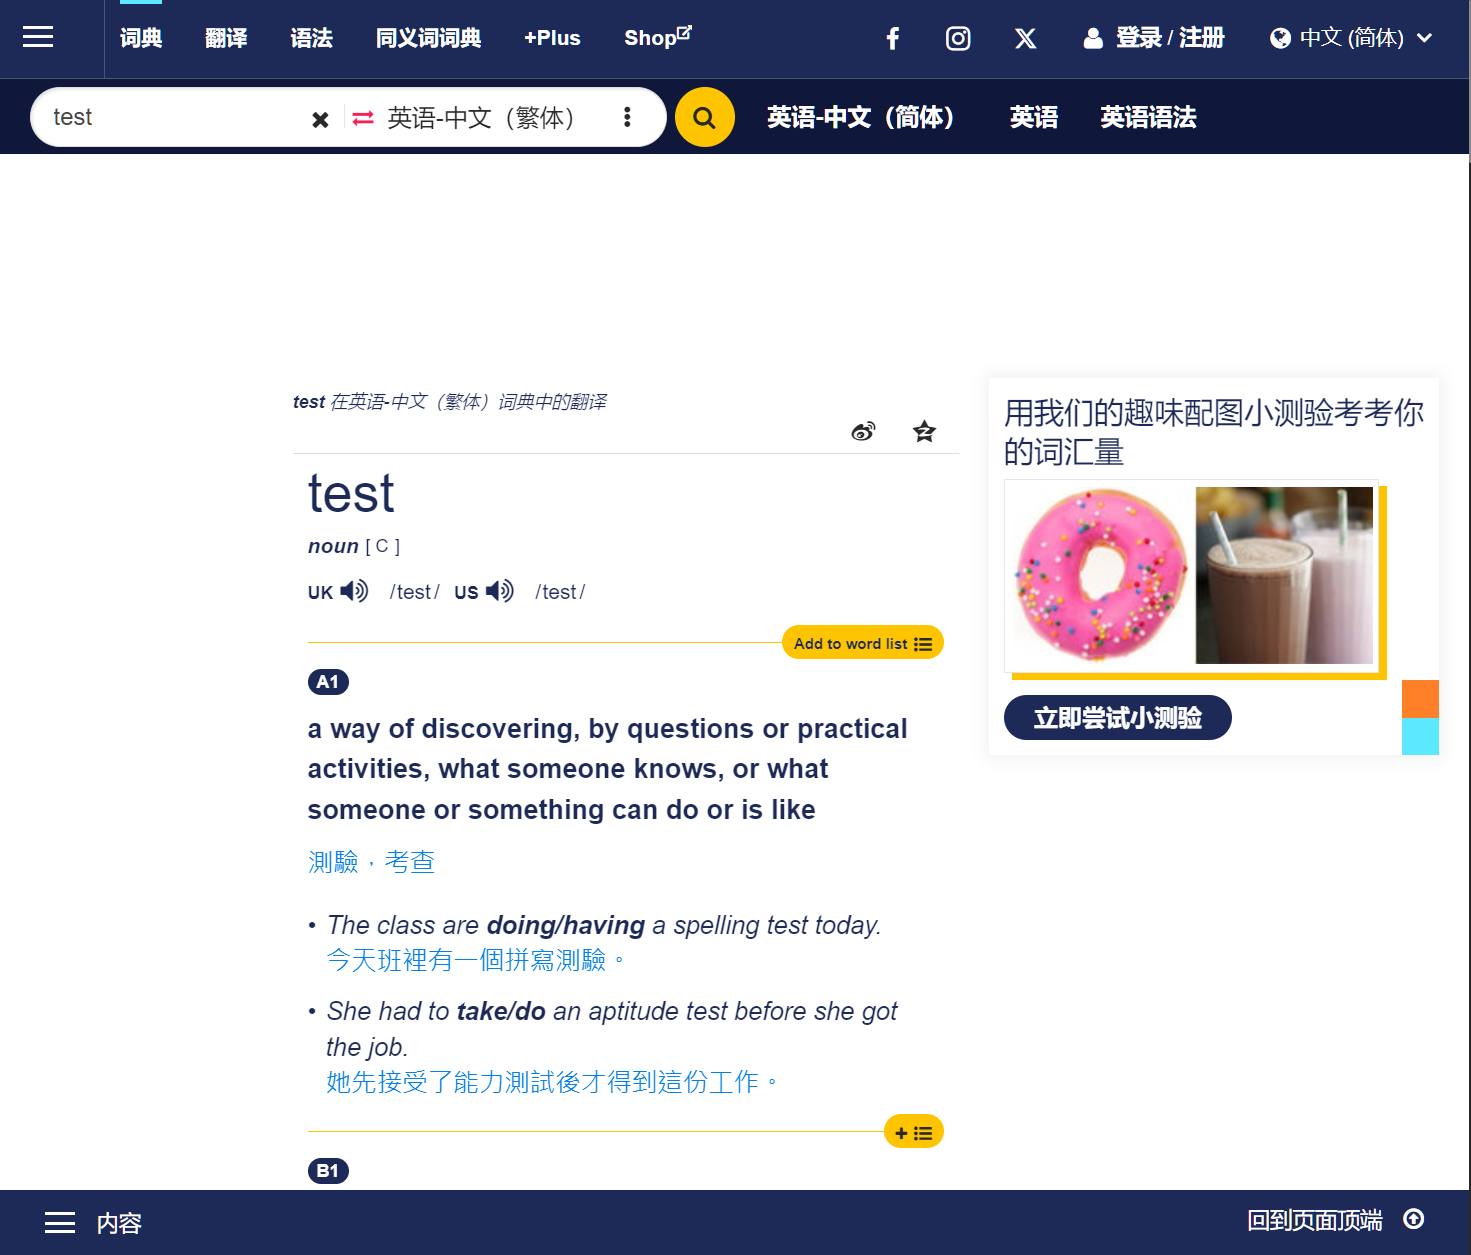 词典 翻译 语法 同义词词典 +Plus Shop 登录 / 注册 中文 (简体)
test 英语-中文（繁体） 英语-中文（简体） 英语 英语语法
test 在英语-中文（繁体）词典中的翻译
test
noun [ C ]
UK /test/ US /test/
Add to word list
A1
a way of discovering, by questions or practical
activities, what someone knows, or what
someone or something can do or is like
測驗，考查
• The class are doing/having a spelling test today.
今天班裡有一個拼寫測驗。
• She had to take/do an aptitude test before she got
the job.
她先接受了能力測試後才得到這份工作。
+
B1
用我们的趣味配图小测验考考你
的词汇量
立即尝试小测验
内容 回到页面顶端